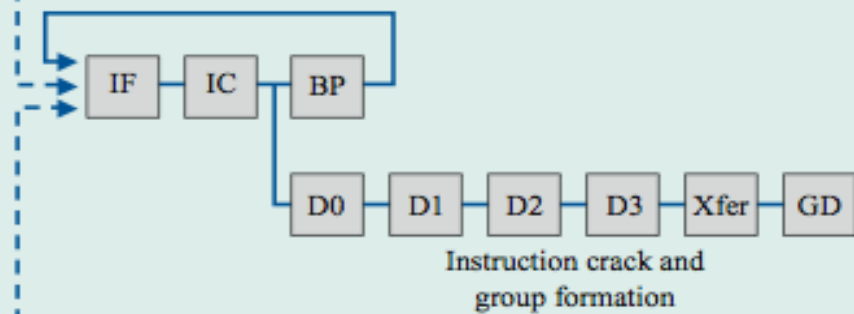 IF IC BP
D0 D1 D2 D3 Xfer GD
Instruction crack and
group formation